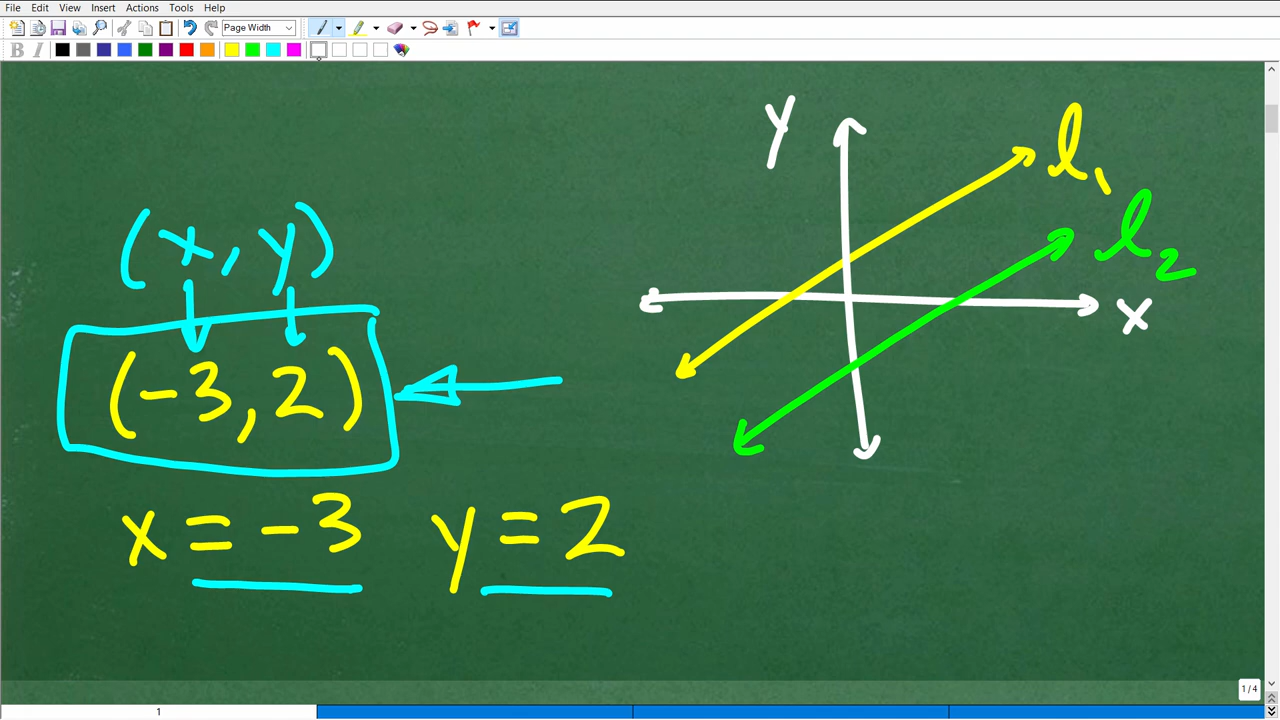 File Edit View Insert Actions Tools Help
Page Width
B I
y
l₁
l₂
x
(x, y)
(-3, 2)
x = -3 y = 2
1 / 4
1